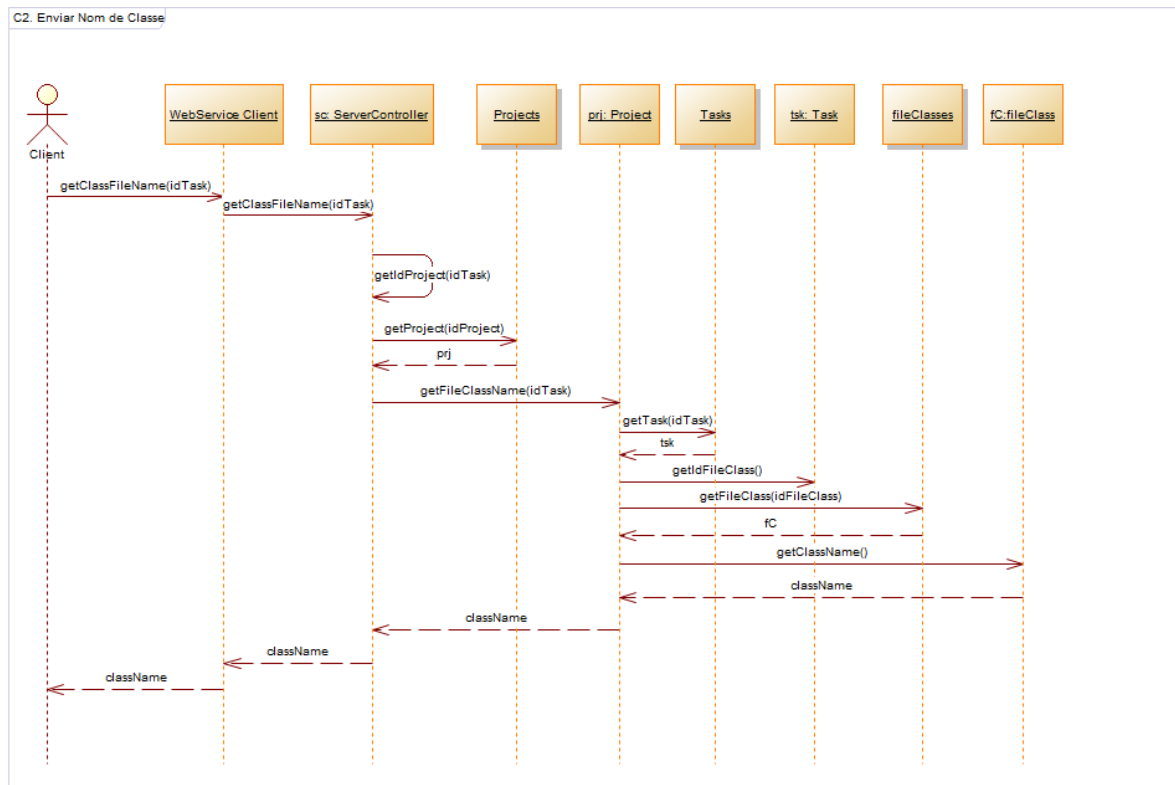 C2. Enviar Nom de Classe
Client
WebService Client
sc: ServerController
Projects
prj: Project
Tasks
tsk: Task
fileClasses
fC:fileClass
getClassFileName(idTask)
getClassFileName(idTask)
getIdProject(idTask)
getProject(idProject)
prj
getFileClassName(idTask)
getTask(idTask)
tsk
getIdFileClass()
getFileClass(idFileClass)
fC
getClassName()
className
className
className
className